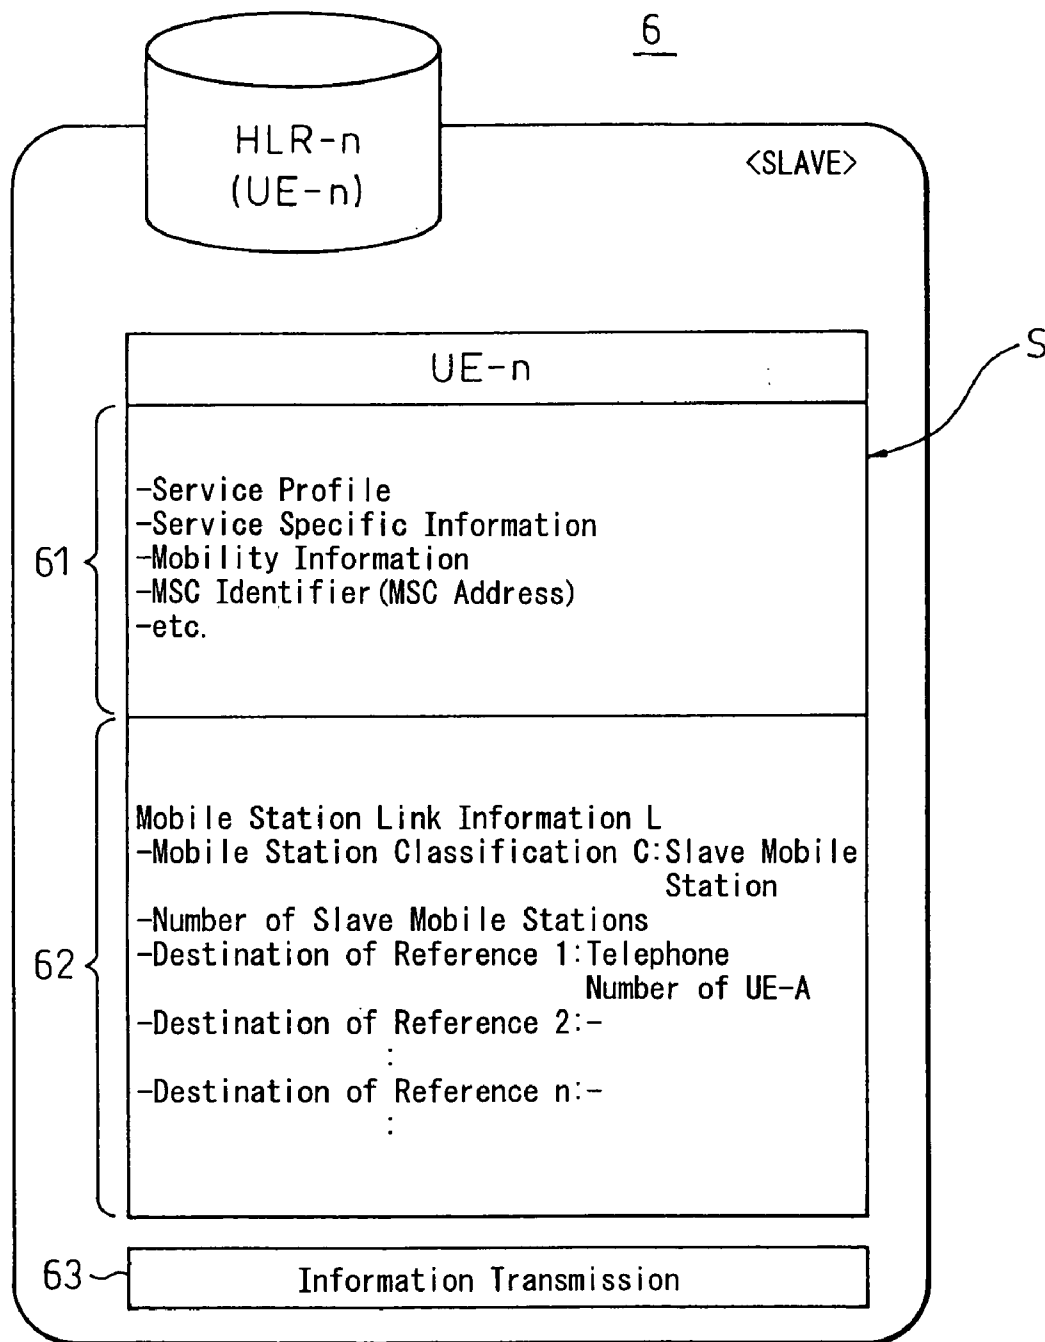 6
HLR-n
(UE-n)
<SLAVE>
UE-n
S
61
-Service Profile
-Service Specific Information
-Mobility Information
-MSC Identifier(MSC Address)
-etc.
62
Mobile Station Link Information L
-Mobile Station Classification C:Slave Mobile
Station
-Number of Slave Mobile Stations
-Destination of Reference 1:Telephone
Number of UE-A
-Destination of Reference 2:-
:
-Destination of Reference n:-
:
63
Information Transmission